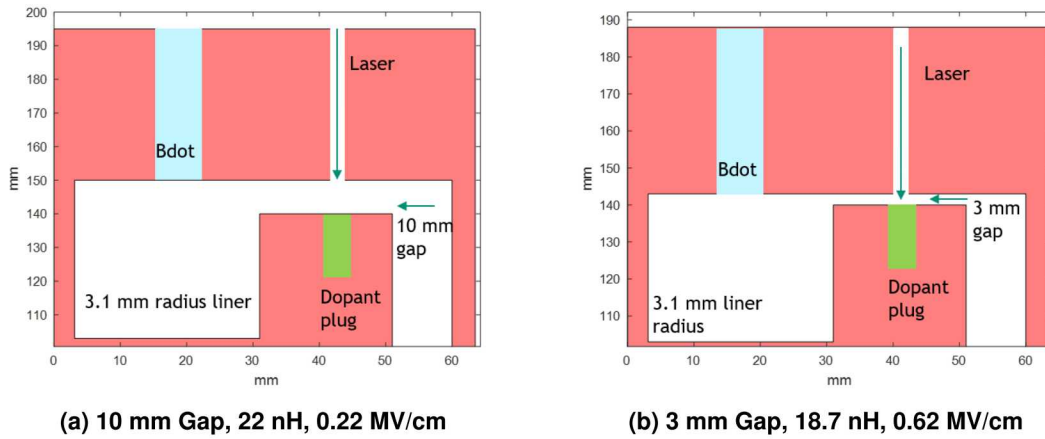 200
190
180
170
160
150
140
130
120
110
mm
0
10
20
30
40
50
60
mm
Laser
Bdot
10 mm
gap
3.1 mm radius liner
Dopant
plug
(a) 10 mm Gap, 22 nH, 0.22 MV/cm
190
180
170
160
150
140
130
120
110
mm
0
10
20
30
40
50
60
mm
Laser
Bdot
3 mm
gap
3.1 mm liner
radius
Dopant
plug
(b) 3 mm Gap, 18.7 nH, 0.62 MV/cm